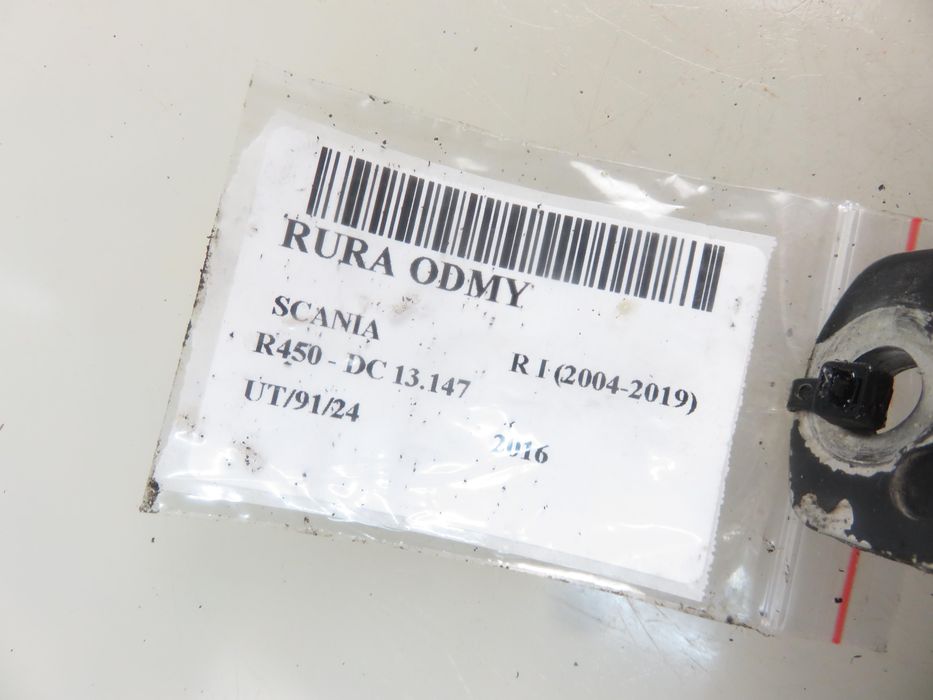 RURA ODMY
SCANIA
R450 - DC 13.147 R I (2004-2019)
UT/91/24
2016